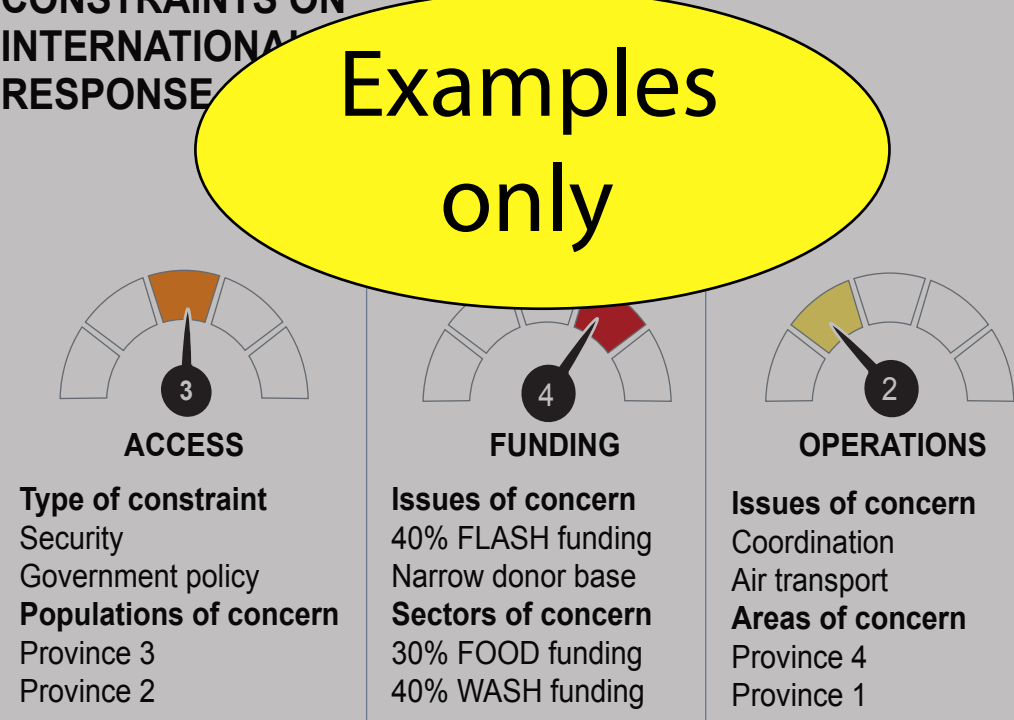 CONSTRAINTS ON
INTERNATIONAL
RESPONSE
Examples
only
3
ACCESS
Type of constraint
Security
Government policy
Populations of concern
Province 3
Province 2
4
FUNDING
Issues of concern
40% FLASH funding
Narrow donor base
Sectors of concern
30% FOOD funding
40% WASH funding
2
OPERATIONS
Issues of concern
Coordination
Air transport
Areas of concern
Province 4
Province 1